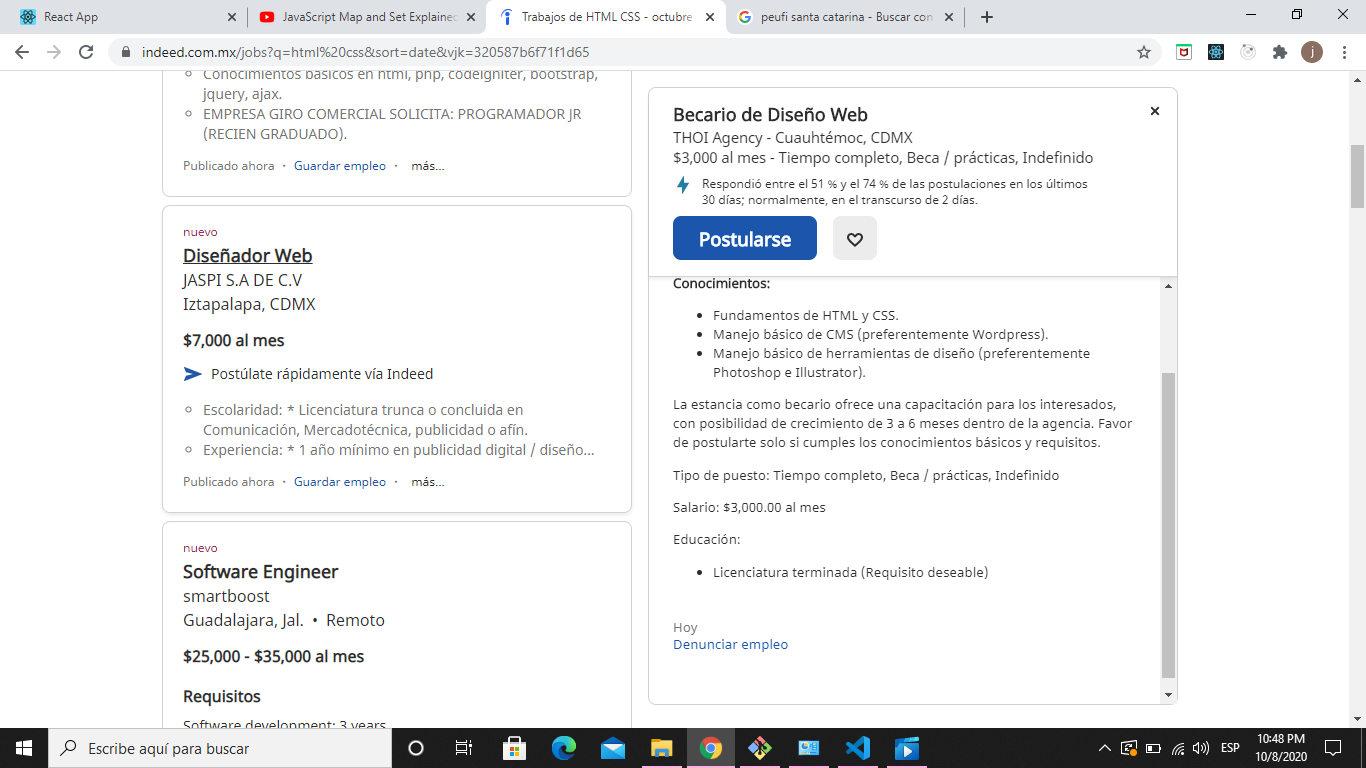 React App
JavaScript Map and Set Explained
Trabajos de HTML CSS - octubre
peufi santa catarina - Buscar con
indeed.com.mx/jobs?q=html%20css&sort=date&vjk=320587b6f71f1d65
j
Conocimientos básicos en html, php, codeigniter, bootstrap,
jquery, ajax.
EMPRESA GIRO COMERCIAL SOLICITA: PROGRAMADOR JR
(RECIEN GRADUADO).
Publicado ahora · Guardar empleo · más...
nuevo
Diseñador Web
JASPI S.A DE C.V
Iztapalapa, CDMX
$7,000 al mes
Postúlate rápidamente vía Indeed
Escolaridad: * Licenciatura trunca o concluida en
Comunicación, Mercadotécnica, publicidad o afín.
Experiencia: * 1 año mínimo en publicidad digital / diseño...
Publicado ahora · Guardar empleo · más...
nuevo
Software Engineer
smartboost
Guadalajara, Jal. • Remoto
$25,000 - $35,000 al mes
Requisitos
Software development: 3 years
Becario de Diseño Web
THOI Agency - Cuauhtémoc, CDMX
$3,000 al mes - Tiempo completo, Beca / prácticas, Indefinido
Respondió entre el 51 % y el 74 % de las postulaciones en los últimos
30 días; normalmente, en el transcurso de 2 días.
Postularse
Conocimientos:
• Fundamentos de HTML y CSS.
• Manejo básico de CMS (preferentemente Wordpress).
• Manejo básico de herramientas de diseño (preferentemente
Photoshop e Illustrator).
La estancia como becario ofrece una capacitación para los interesados,
con posibilidad de crecimiento de 3 a 6 meses dentro de la agencia. Favor
de postularte solo si cumples los conocimientos básicos y requisitos.
Tipo de puesto: Tiempo completo, Beca / prácticas, Indefinido
Salario: $3,000.00 al mes
Educación:
• Licenciatura terminada (Requisito deseable)
Hoy
Denunciar empleo
Escribe aquí para buscar
ESP
10:48 PM
10/8/2020